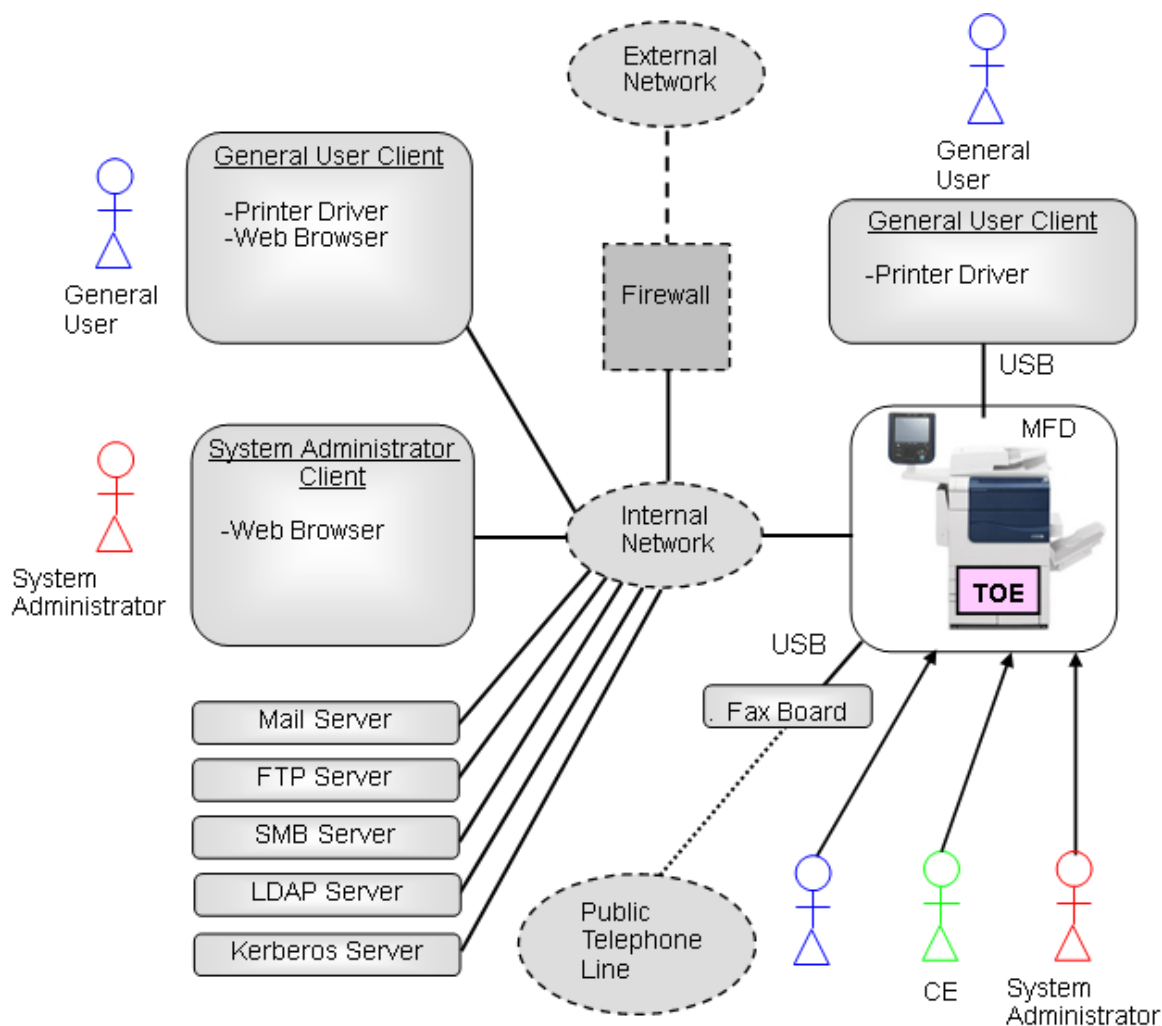 External
Network
General
User
General User Client
-Printer Driver
-Web Browser
General
User
General User Client
-Printer Driver
Firewall
USB
MFD
System Administrator
Client
-Web Browser
System
Administrator
Internal
Network
TOE
USB
. Fax Board
Mail Server
FTP Server
SMB Server
LDAP Server
Kerberos Server
Public
Telephone
Line
CE
System
Administrator